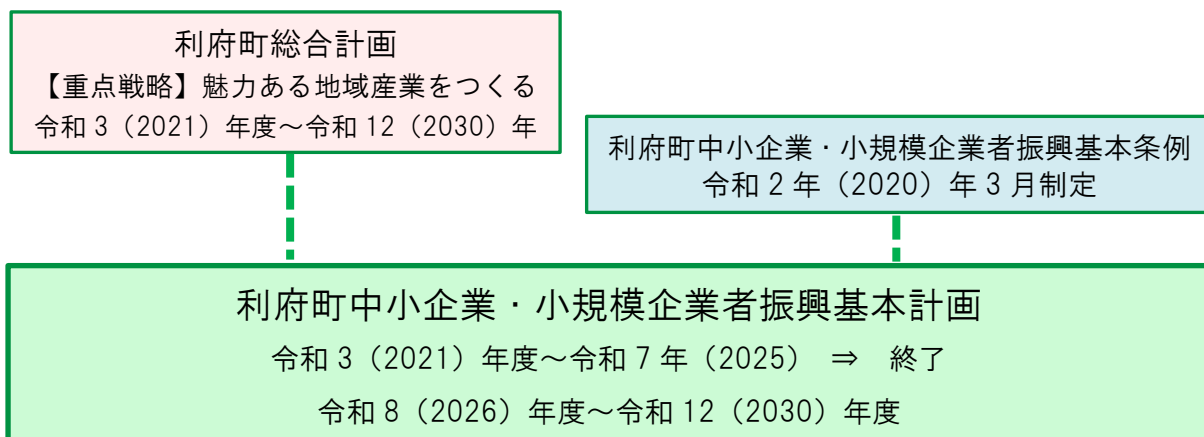 利府町総合計画
【重点戦略】魅力ある地域産業をつくる
令和3（2021）年度～令和12（2030）年
利府町中小企業・小規模企業者振興基本条例
令和2年（2020）年3月制定
利府町中小企業・小規模企業者振興基本計画
令和3（2021）年度～令和7年（2025） ⇒ 終了
令和8（2026）年度～令和12（2030）年度